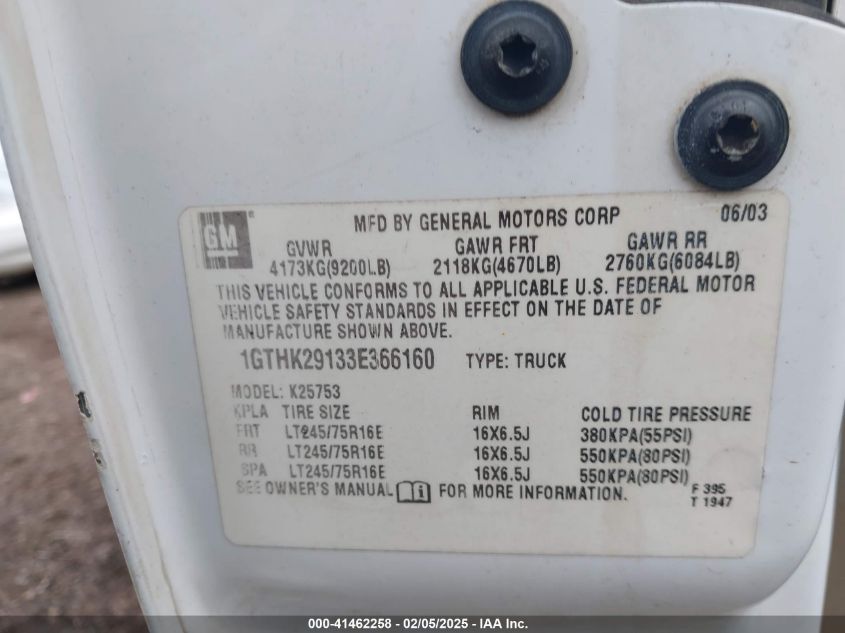 GM ®
MFD BY GENERAL MOTORS CORP 06/03
GVWR GAWR FRT GAWR RR
4173KG(9200LB) 2118KG(4670LB) 2760KG(6084LB)
THIS VEHICLE CONFORMS TO ALL APPLICABLE U.S. FEDERAL MOTOR
VEHICLE SAFETY STANDARDS IN EFFECT ON THE DATE OF
MANUFACTURE SHOWN ABOVE.
1GTHK29133E366160 TYPE: TRUCK
MODEL: K25753
KPLA TIRE SIZE RIM COLD TIRE PRESSURE
FRT LT245/75R16E 16X6.5J 380KPA(55PSI)
RR LT245/75R16E 16X6.5J 550KPA(80PSI)
SPA LT245/75R16E 16X6.5J 550KPA(80PSI)
SEE OWNER'S MANUAL FOR MORE INFORMATION.
F 395
T 1947
000-41462258 - 02/05/2025 - IAA Inc.